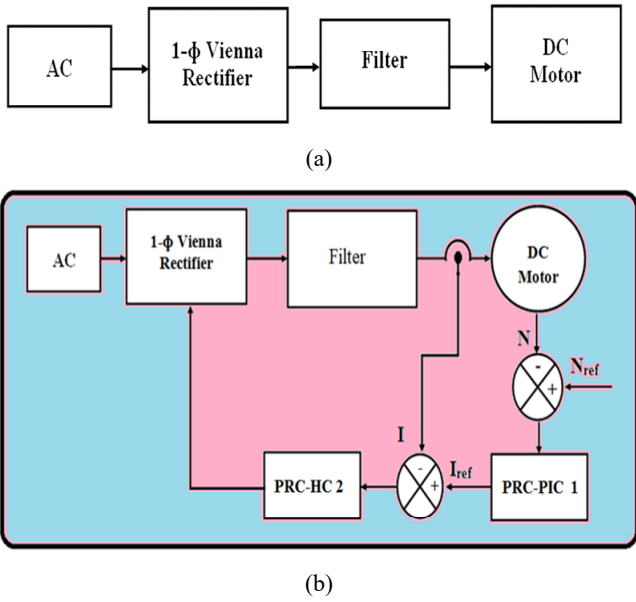 AC
1-ϕ Vienna
Rectifier
Filter
DC
Motor
(a)
AC
1-ϕ Vienna
Rectifier
Filter
DC
Motor
N
-
+
Nref
I
-
+
Iref
PRC-HC 2
PRC-PIC 1
(b)